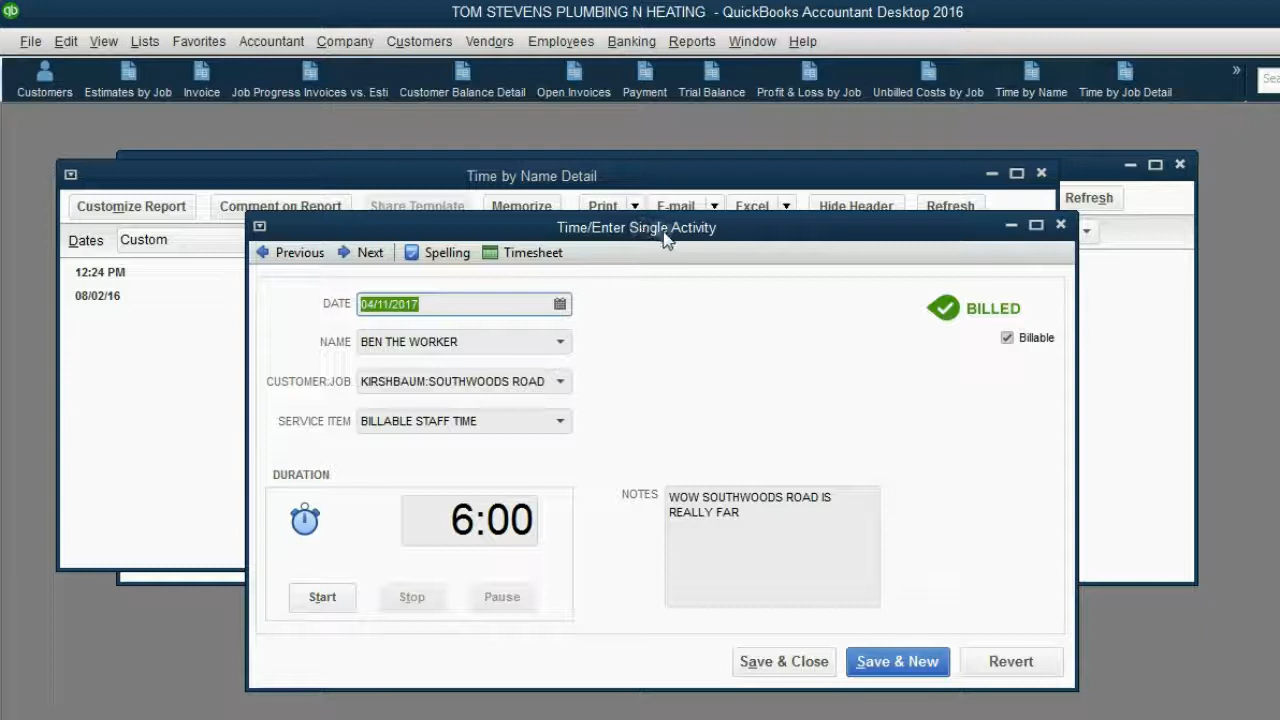 qb
TOM STEVENS PLUMBING N HEATING - QuickBooks Accountant Desktop 2016
File Edit View Lists Favorites Accountant Company Customers Vendors Employees Banking Reports Window Help
Customers Estimates by Job Invoice Job Progress Invoices vs. Esti Customer Balance Detail Open Invoices Payment Trial Balance Profit & Loss by Job Unbilled Costs by Job Time by Name Time by Job Detail » Sea
Time by Name Detail
Customize Report Comment on Report Share Template Memorize Print E-mail Excel Hide Header Refresh Refresh
Dates Custom
12:24 PM
08/02/16
Time/Enter Single Activity
Previous Next Spelling Timesheet
DATE 04/11/2017
BILLED
Billable
NAME BEN THE WORKER
CUSTOMER:JOB KIRSHBAUM:SOUTHWOODS ROAD
SERVICE ITEM BILLABLE STAFF TIME
DURATION
6:00
NOTES WOW SOUTHWOODS ROAD IS
REALLY FAR
Start Stop Pause
Save & Close Save & New Revert